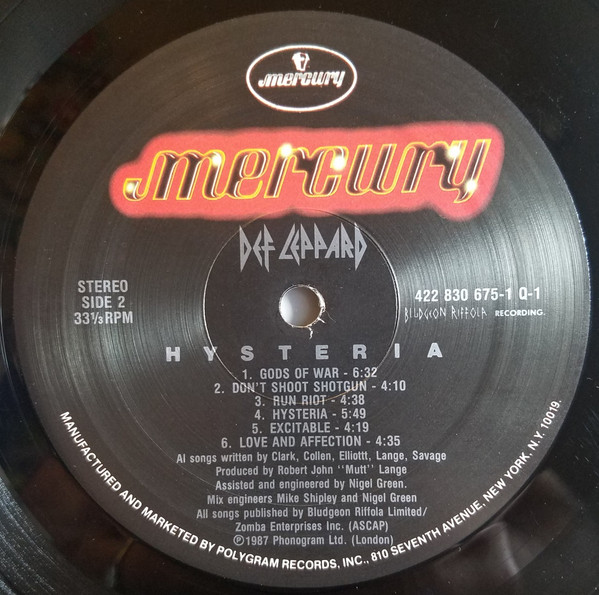 mercury
mercury
DEF LEPPARD
STEREO
SIDE 2
33⅓ RPM
422 830 675-1 Q-1
BLUDGEON RIFFOLA RECORDING.
HYSTERIA
1. GODS OF WAR - 6:32
2. DON'T SHOOT SHOTGUN - 4:10
3. RUN RIOT - 4:38
4. HYSTERIA - 5:49
5. EXCITABLE - 4:19
6. LOVE AND AFFECTION - 4:35
Al songs written by Clark, Collen, Elliottt, Lange, Savage
Produced by Robert John "Mutt" Lange
Assisted and engineered by Nigel Green.
Mix engineers Mike Shipley and Nigel Green
All songs published by Bludgeon Riffola Limited/
Zomba Enterprises Inc. (ASCAP)
℗1987 Phonogram Ltd. (London)
MANUFACTURED AND MARKETED BY POLYGRAM RECORDS, INC., 810 SEVENTH AVENUE, NEW YORK, N.Y. 10019.